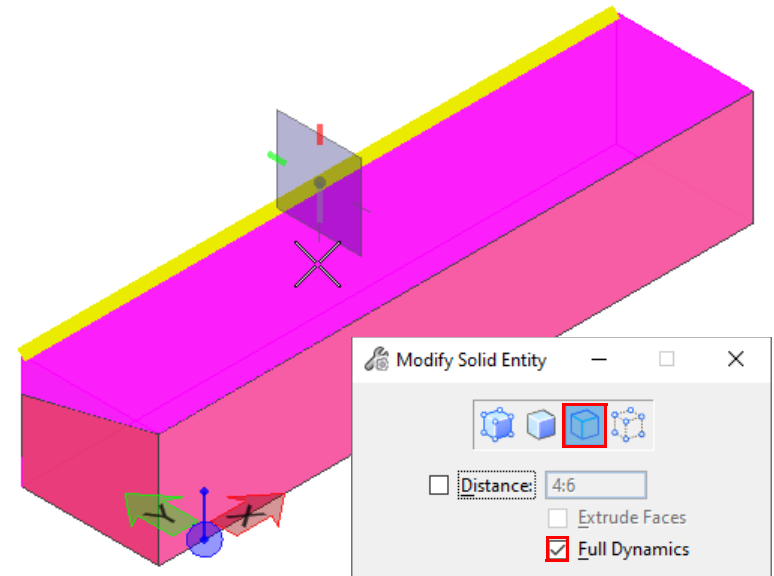 Modify Solid Entity
Distance: 4:6
Extrude Faces
Full Dynamics
Y X